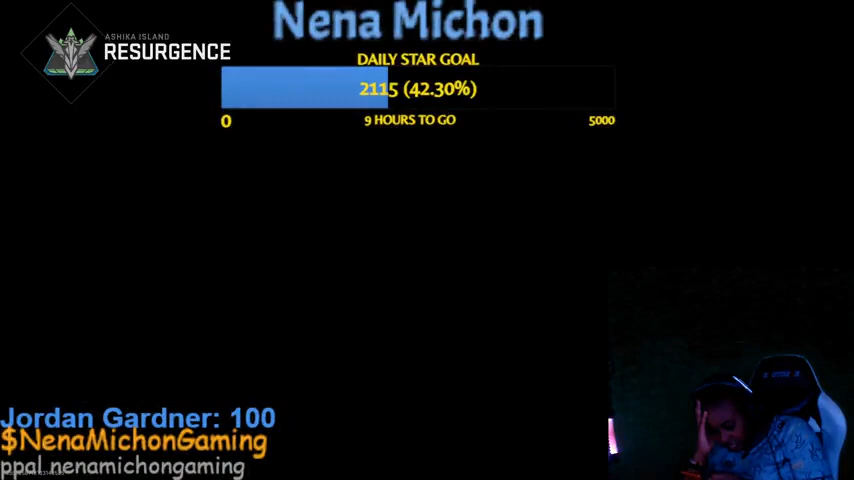 Nena Michon
ASHIKA ISLAND
RESURGENCE
DAILY STAR GOAL
2115 (42.30%)
0
9 HOURS TO GO
5000
Jordan Gardner: 100
$NenaMichonGaming
ppal nenamichongaming